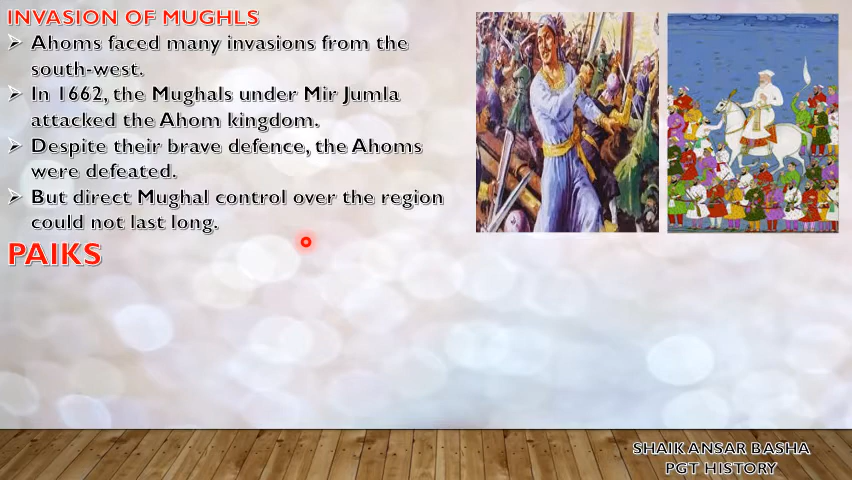 INVASION OF MUGHLS
➢ Ahoms faced many invasions from the
south-west.
➢ In 1662, the Mughals under Mir Jumla
attacked the Ahom kingdom.
➢ Despite their brave defence, the Ahoms
were defeated.
➢ But direct Mughal control over the region
could not last long.
PAIKS
SHAIK ANSAR BASHA
PGT HISTORY